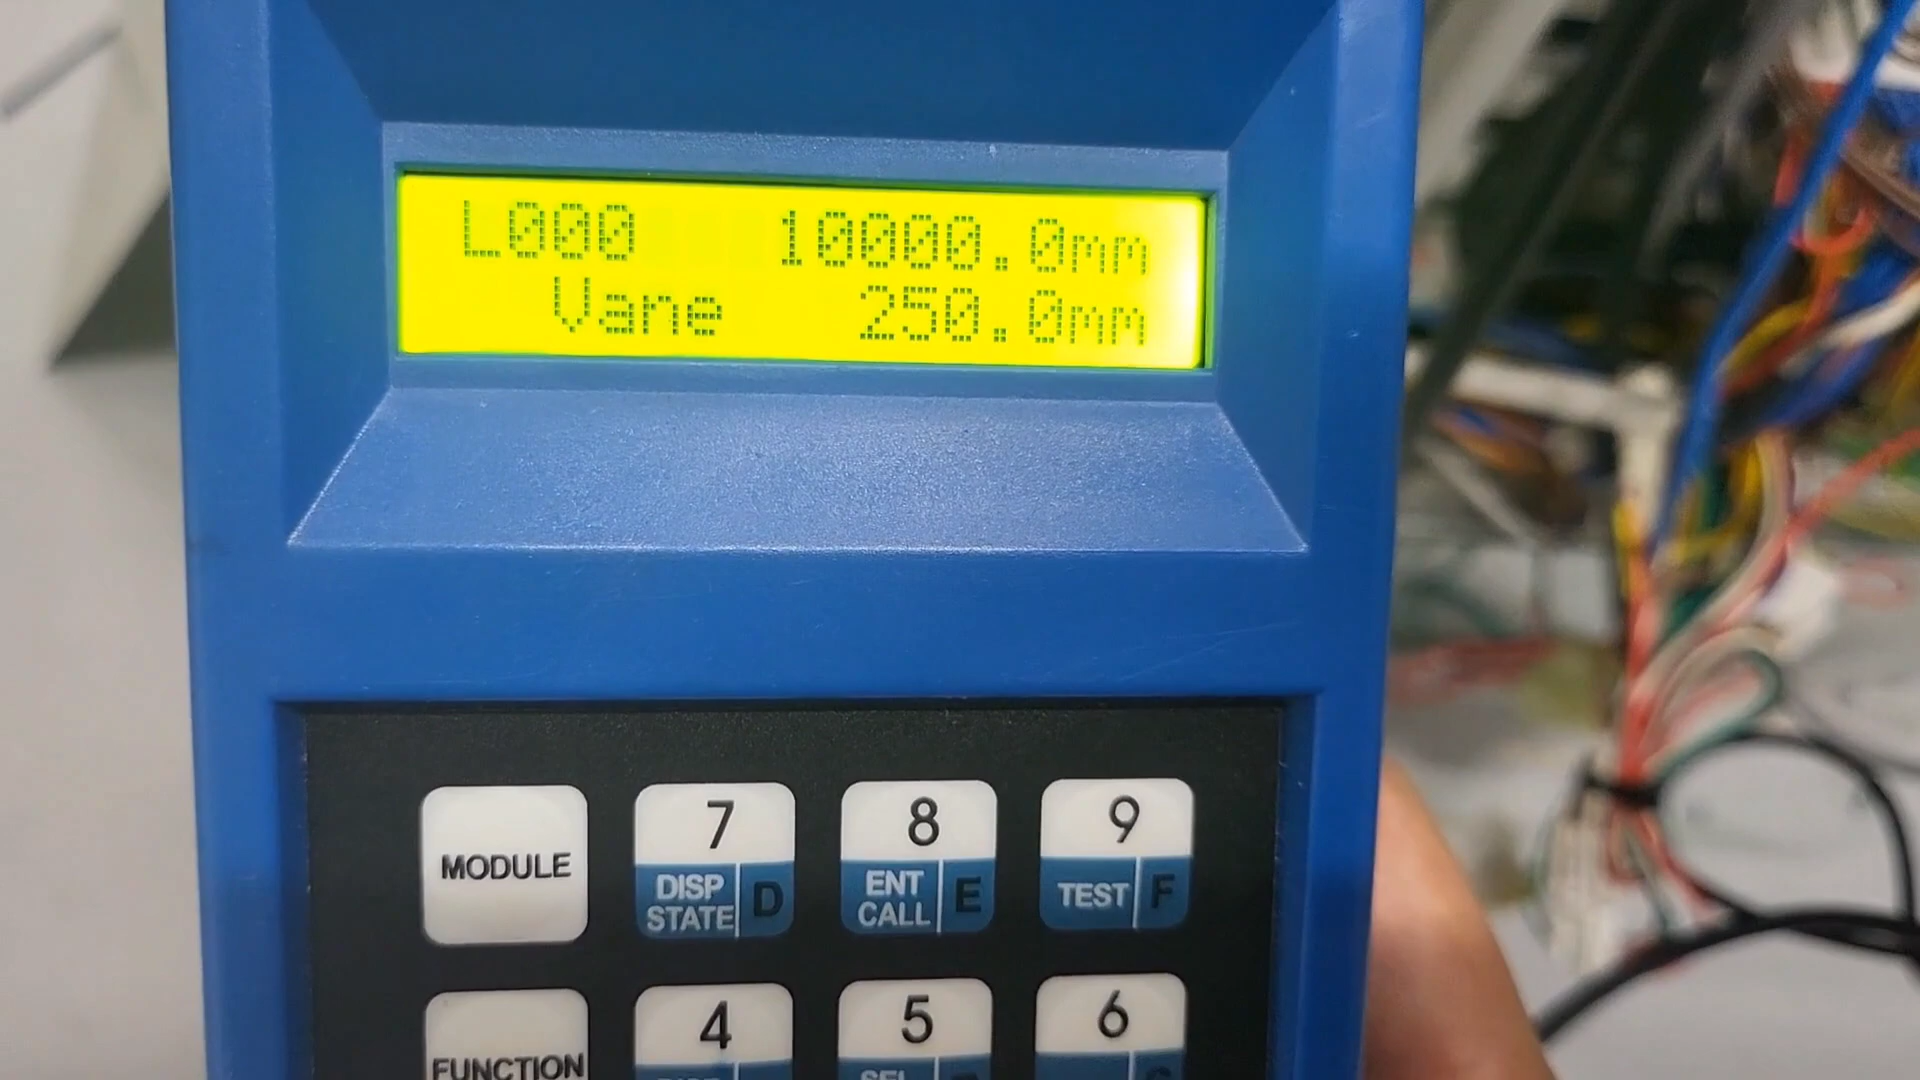 L000 10000.0mm
Vane 250.0mm
MODULE
7
DISP STATE D
8
ENT CALL E
9
TEST F
FUNCTION
4
5
6